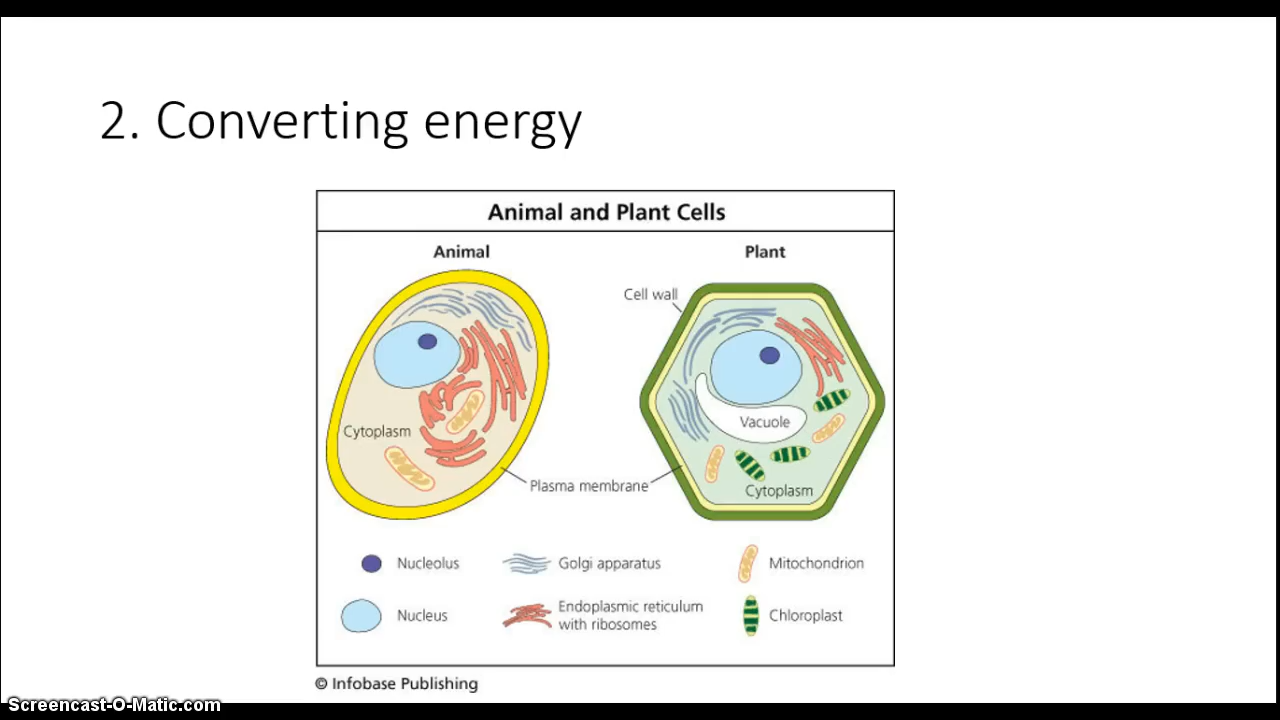 2. Converting energy
Animal and Plant Cells
Animal
Plant
Cell wall
Cytoplasm
Vacuole
Plasma membrane
Cytoplasm
Nucleolus
Golgi apparatus
Mitochondrion
Nucleus
Endoplasmic reticulum
with ribosomes
Chloroplast
© Infobase Publishing
Screencast-O-Matic.com